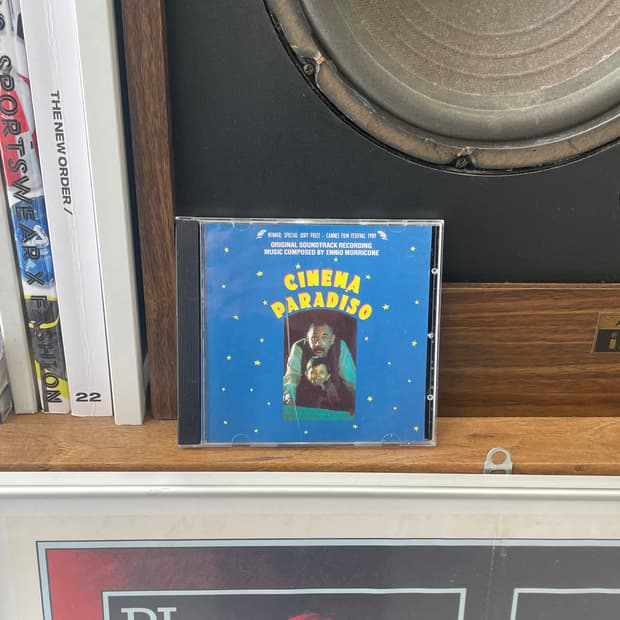 SPORTSWEAR X FASHION
THE NEW ORDER /
22
WINNER, SPECIAL JURY PRIZE - CANNES FILM FESTIVAL 1989
ORIGINAL SOUNDTRACK RECORDING
MUSIC COMPOSED BY ENNIO MORRICONE
CINEMA
PARADISO